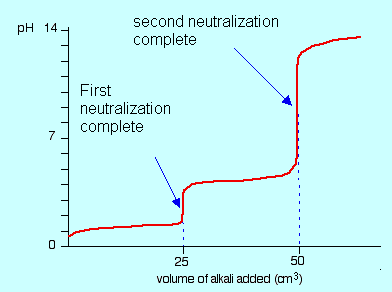 second neutralization
complete
pH 14
First
neutralization
complete
7
0
25
50
volume of alkali added (cm³)